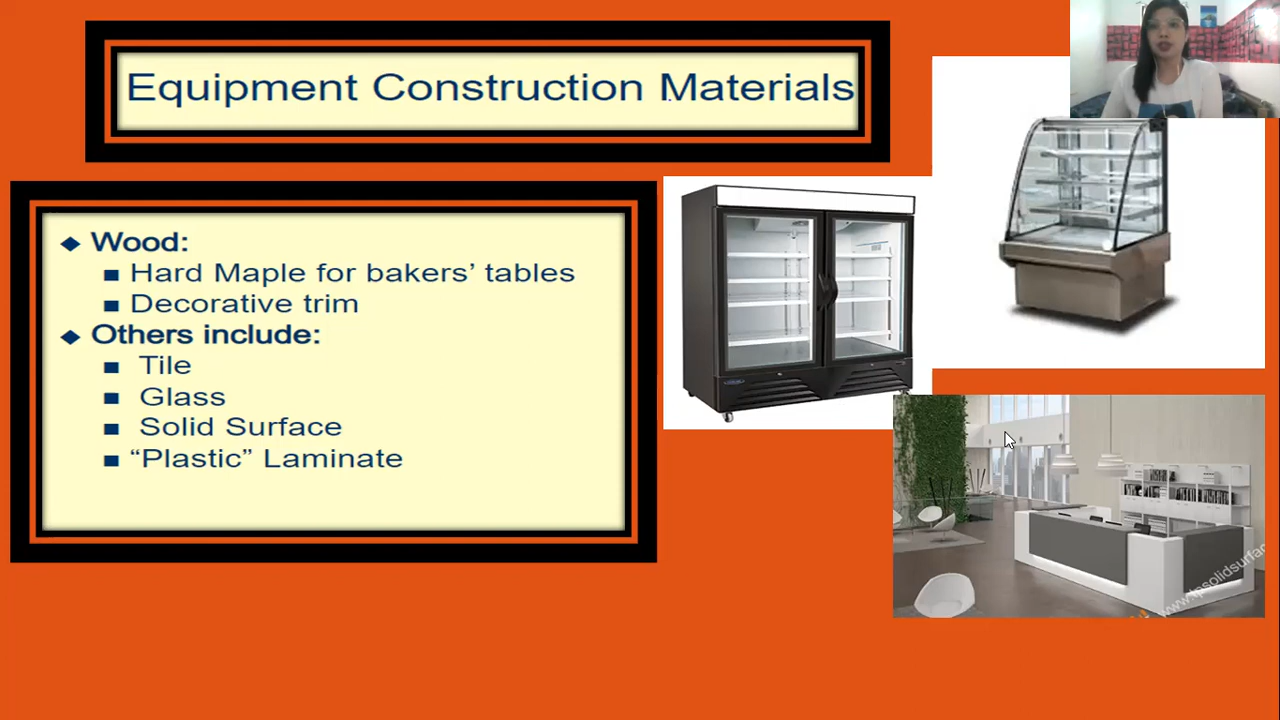 Equipment Construction Materials
Wood:
Hard Maple for bakers’ tables
Decorative trim
Others include:
Tile
Glass
Solid Surface
“Plastic” Laminate